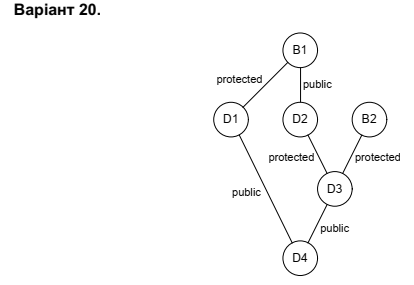 Варіант 20.
B1
protected
public
D1
D2
B2
protected
protected
D3
public
public
D4